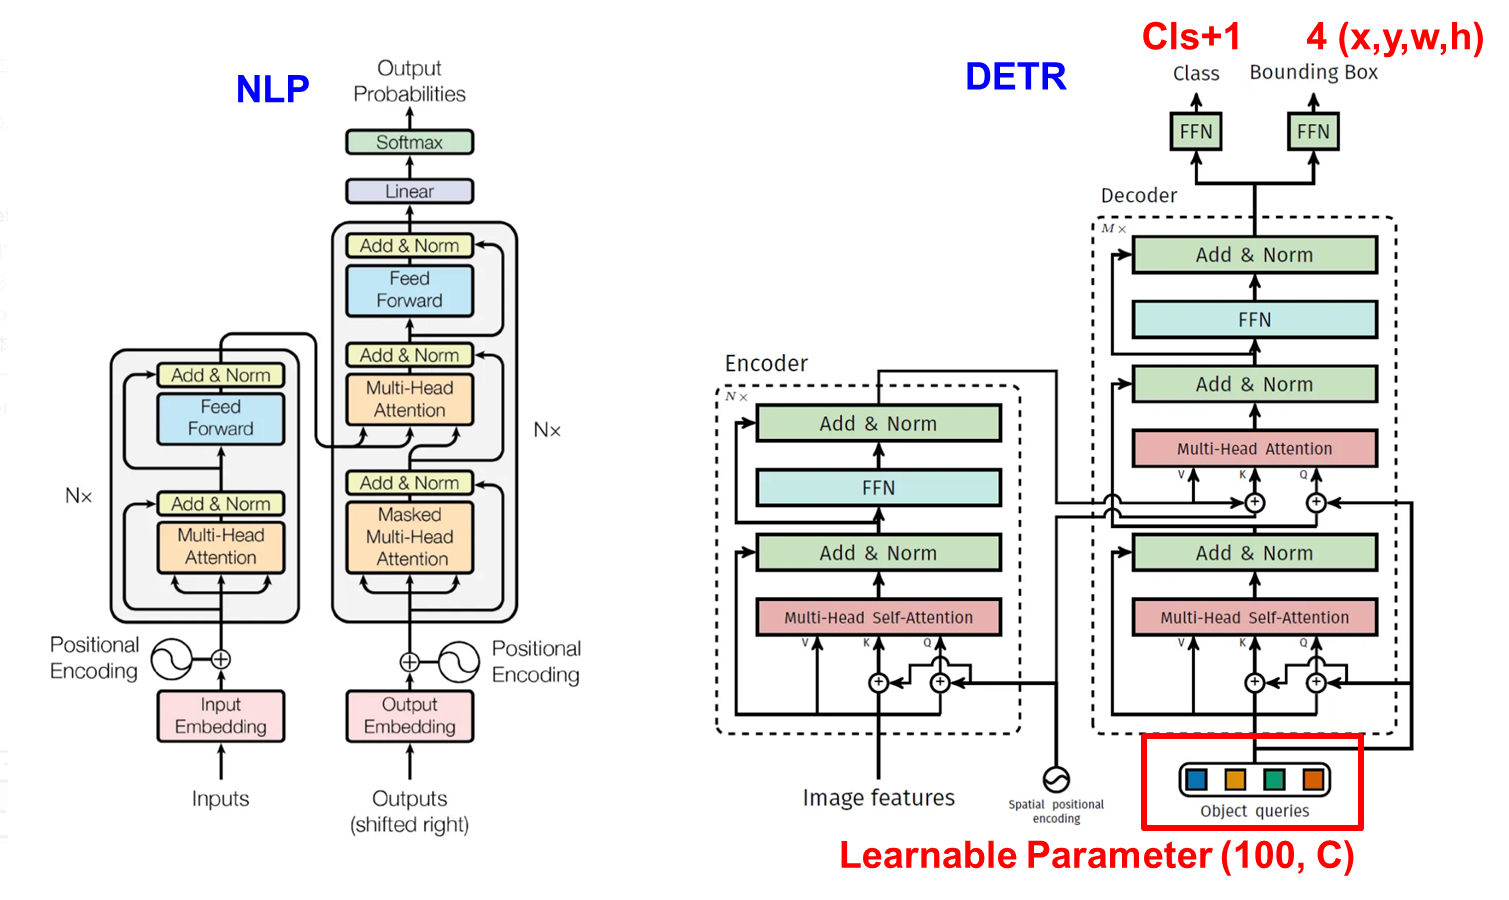 NLP
Output
Probabilities
Softmax
Linear
Add & Norm
Feed
Forward
Add & Norm
Multi-Head
Attention
Nx
Add & Norm
Masked
Multi-Head
Attention
Add & Norm
Feed
Forward
Nx
Add & Norm
Multi-Head
Attention
Positional
Encoding
Positional
Encoding
Input
Embedding
Output
Embedding
Inputs
Outputs
(shifted right)
DETR
Cls+1
4 (x,y,w,h)
Class
Bounding Box
FFN
FFN
Decoder
M×
Add & Norm
FFN
Add & Norm
Multi-Head Attention
V
K
Q
Add & Norm
Multi-Head Self-Attention
V
K
Q
Encoder
N×
Add & Norm
FFN
Add & Norm
Multi-Head Self-Attention
V
K
Q
Image features
Spatial positional
encoding
Object queries
Learnable Parameter (100, C)